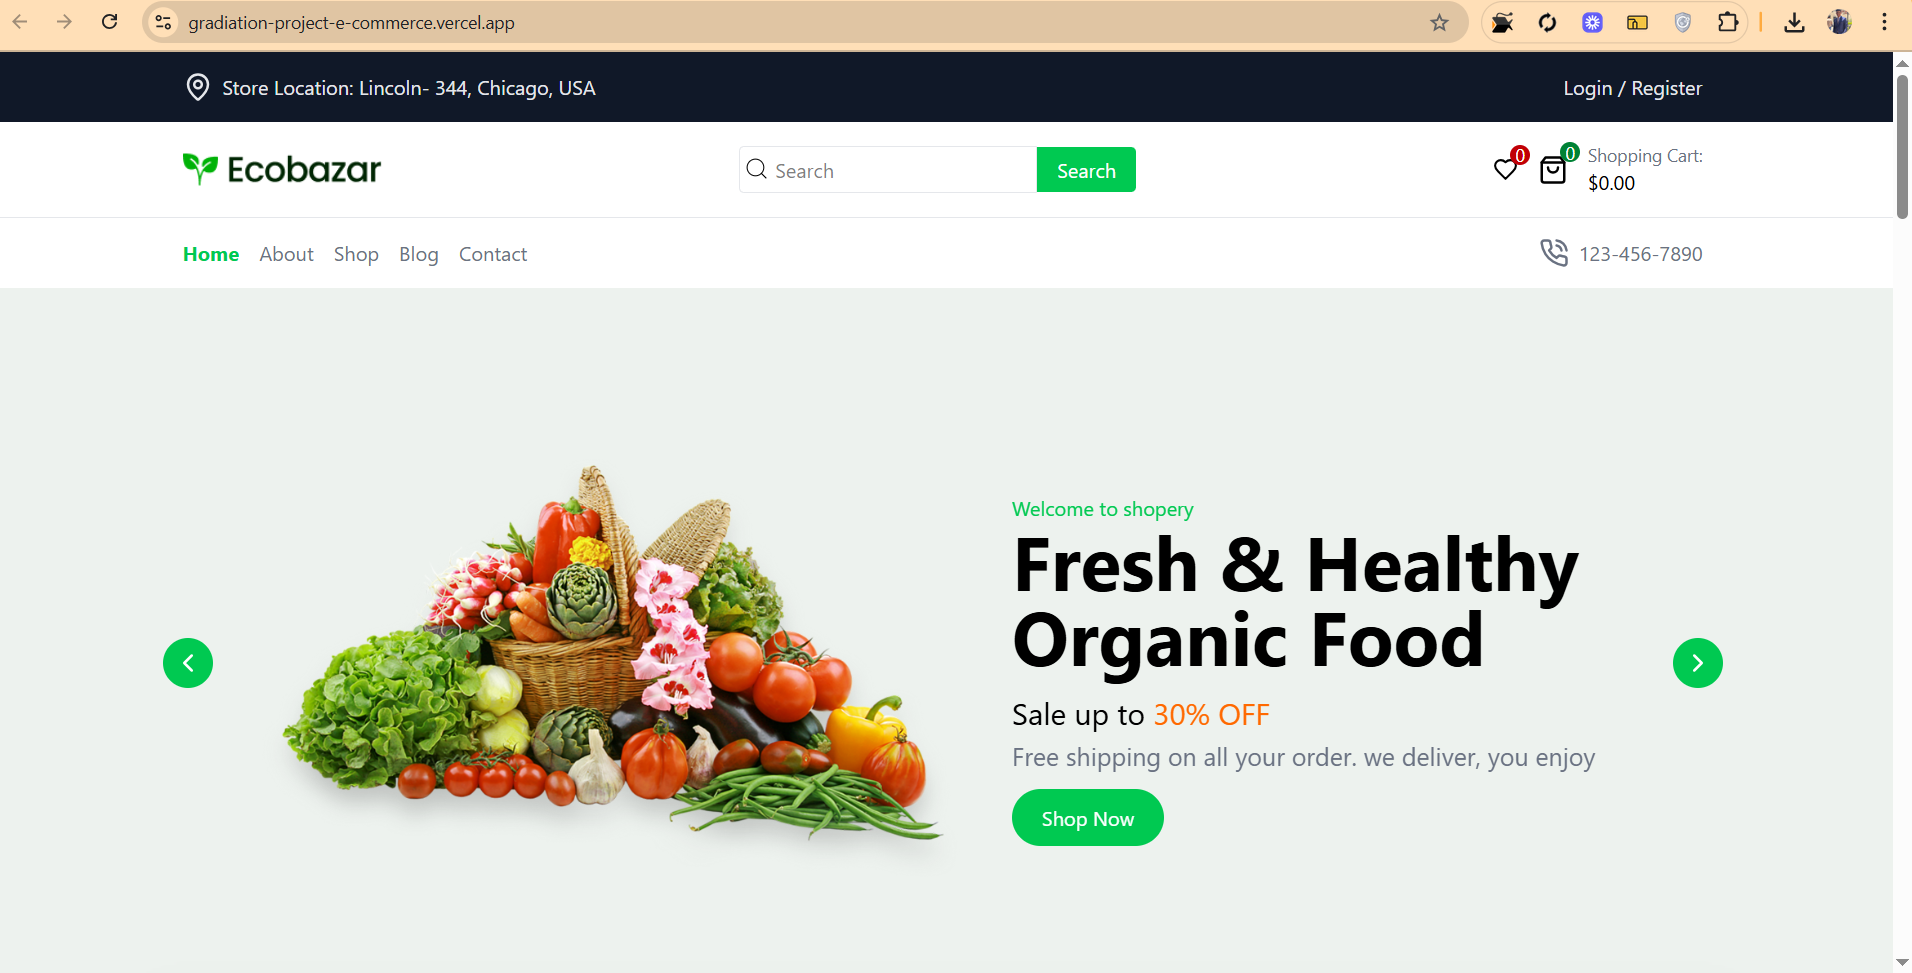 gradiation-project-e-commerce.vercel.app
Store Location: Lincoln- 344, Chicago, USA
Login / Register
Ecobazar
Search
Search
0
0
Shopping Cart:
$0.00
Home
About
Shop
Blog
Contact
123-456-7890
Welcome to shopery
Fresh & Healthy
Organic Food
Sale up to 30% OFF
Free shipping on all your order. we deliver, you enjoy
Shop Now